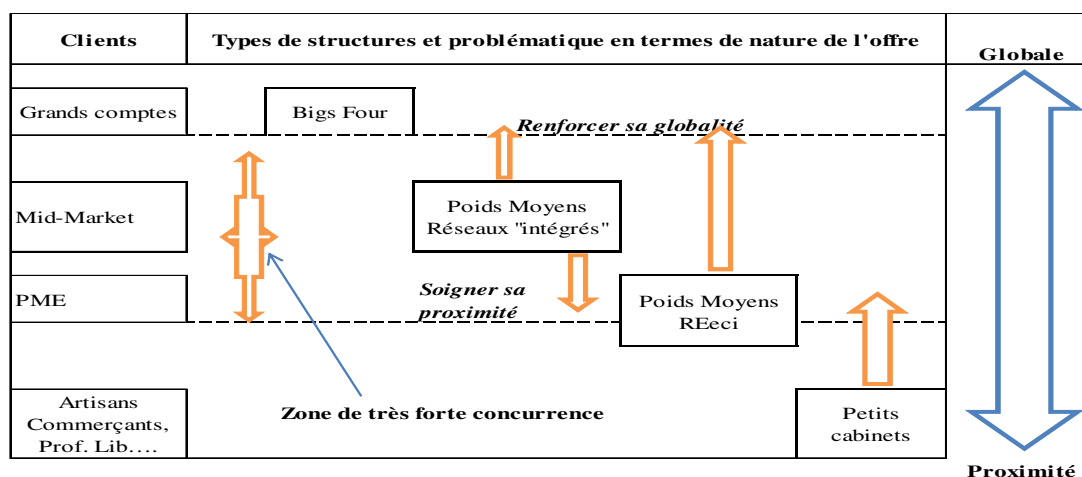 Clients
Types de structures et problématique en termes de nature de l'offre
Globale
Grands comptes
Bigs Four
Renforcer sa globalité
Mid-Market
Poids Moyens
Réseaux "intégrés"
PME
Soigner sa
proximité
Poids Moyens
REeci
Artisans
Commerçants,
Prof. Lib….
Zone de très forte concurrence
Petits
cabinets
Proximité